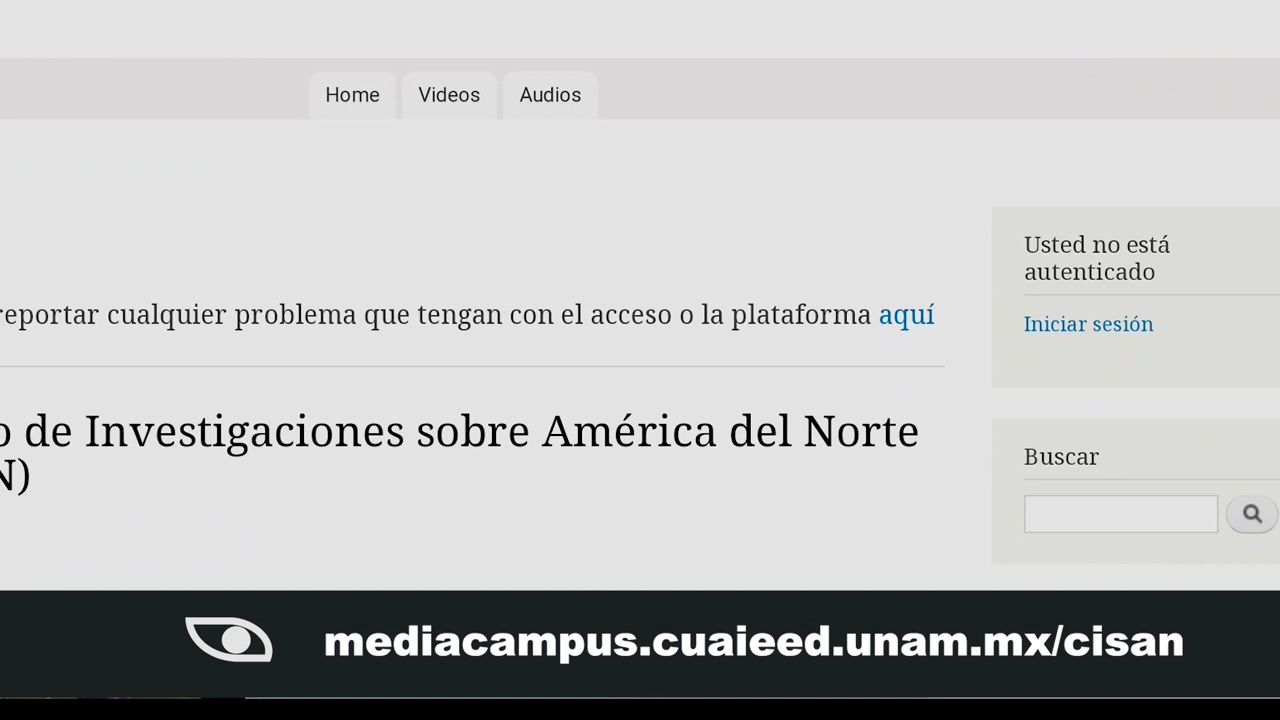 Home Videos Audios
reportar cualquier problema que tengan con el acceso o la plataforma aquí
o de Investigaciones sobre América del Norte
N)
Usted no está
autenticado
Iniciar sesión
Buscar
mediacampus.cuaieed.unam.mx/cisan